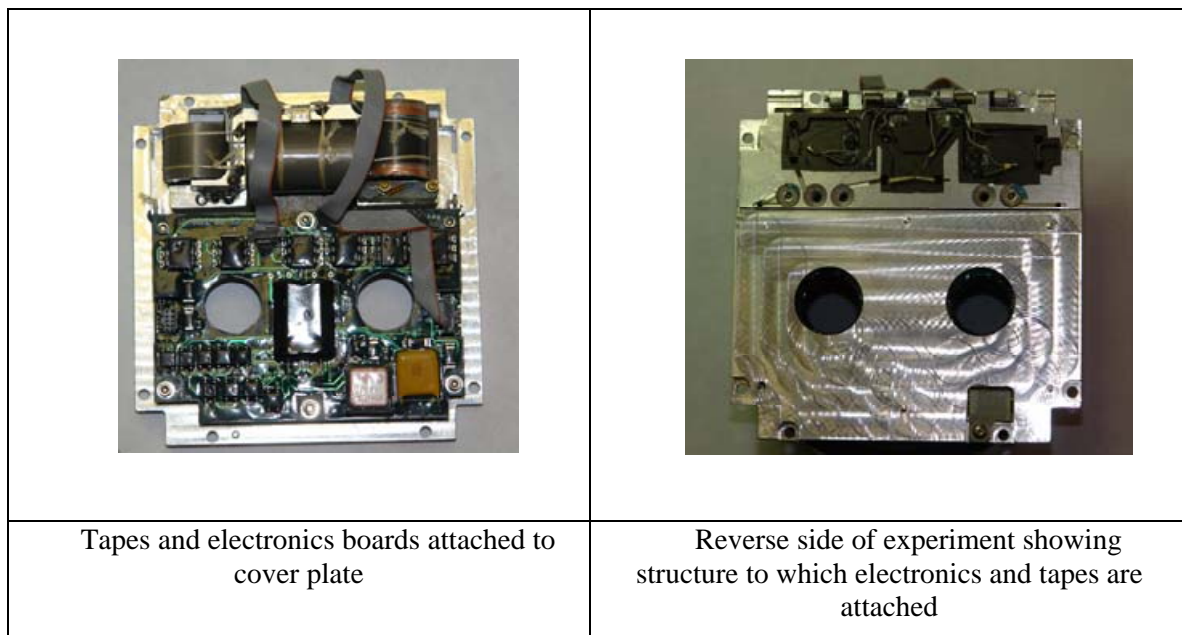 Tapes and electronics boards attached to
cover plate
Reverse side of experiment showing
structure to which electronics and tapes are
attached